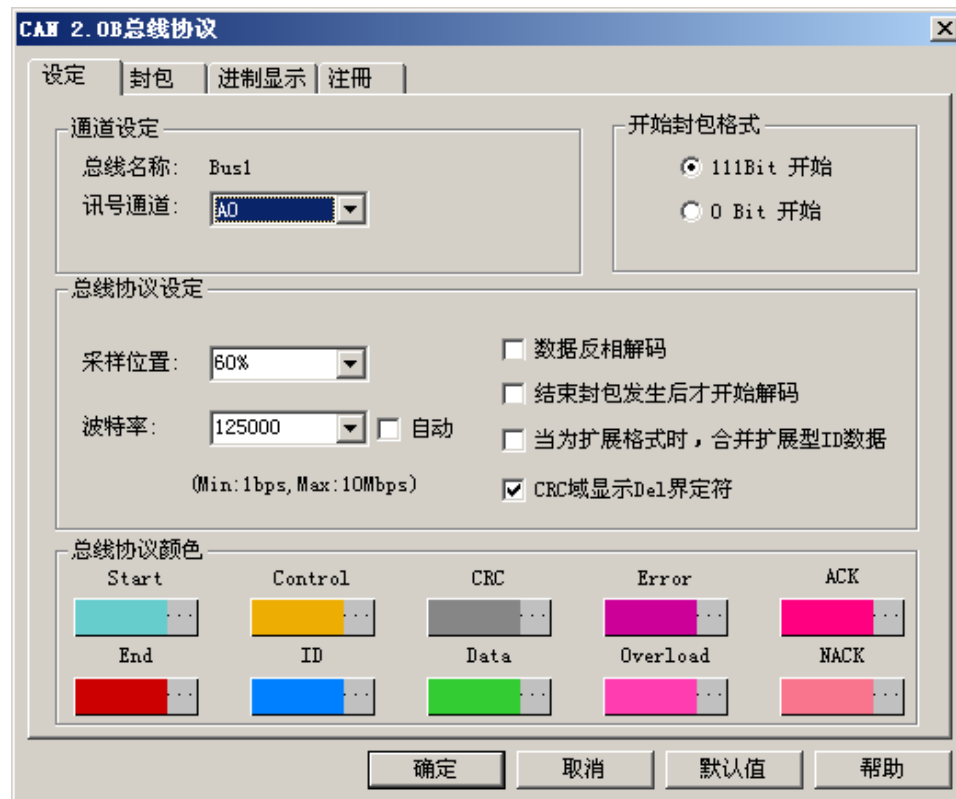 CAN 2.0B总线协议
设定 封包 进制显示 注册
通道设定
总线名称: Bus1
讯号通道: A0
开始封包格式
111Bit 开始
0 Bit 开始
总线协议设定
采样位置: 60%
波特率: 125000 自动
(Min:1bps,Max:10Mbps)
数据反相解码
结束封包发生后才开始解码
当为扩展格式时，合并扩展型ID数据
CRC域显示Del界定符
总线协议颜色
Start Control CRC Error ACK
... ... ... ... ...
End ID Data Overload NACK
... ... ... ... ...
确定 取消 默认值 帮助